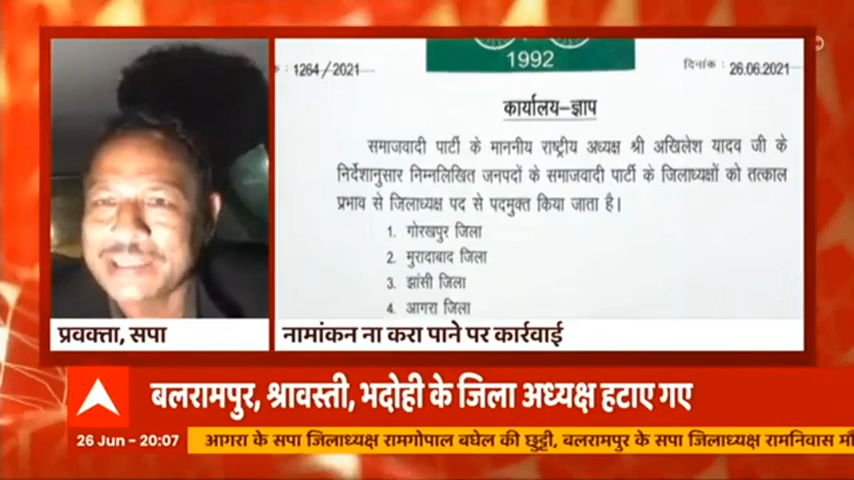 1992
: 1264/2021
दिनांक : 26.06.2021
कार्यालय-ज्ञाप
समाजवादी पार्टी के माननीय राष्ट्रीय अध्यक्ष श्री अखिलेश यादव जी के
निर्देशानुसार निम्नलिखित जनपदों के समाजवादी पार्टी के जिलाध्यक्षों को तत्काल
प्रभाव से जिलाध्यक्ष पद से पदमुक्त किया जाता है।
1. गोरखपुर जिला
2. मुरादाबाद जिला
3. झांसी जिला
4. आगरा जिला
प्रवक्ता, सपा
नामांकन ना करा पाने पर कार्रवाई
बलरामपुर, श्रावस्ती, भदोही के जिला अध्यक्ष हटाए गए
26 Jun - 20:07
आगरा के सपा जिलाध्यक्ष रामगोपाल बघेल की छुट्टी, बलरामपुर के सपा जिलाध्यक्ष रामनिवास